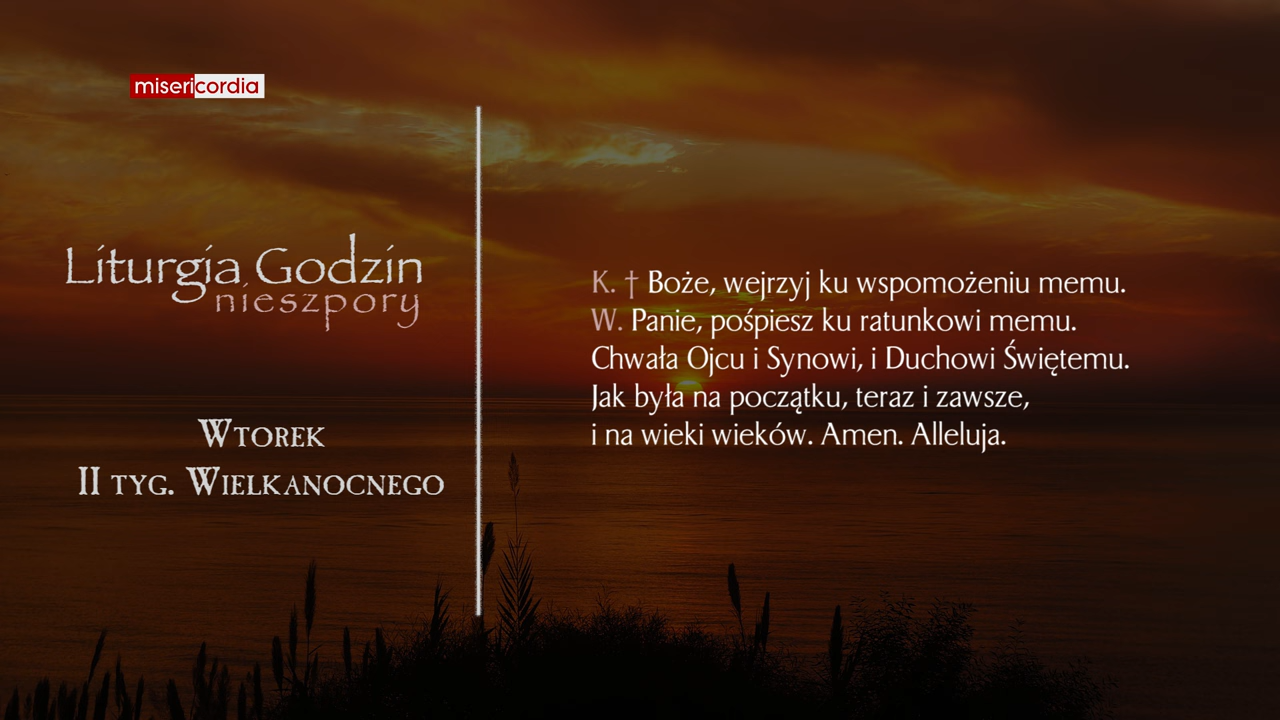 misericordia
Liturgia Godzin
nieszpory
Wtorek
II tyg. Wielkanocnego
K. † Boże, wejrzyj ku wspomożeniu memu.
W. Panie, pośpiesz ku ratunkowi memu.
Chwała Ojcu i Synowi, i Duchowi Świętemu.
Jak była na początku, teraz i zawsze,
i na wieki wieków. Amen. Alleluja.